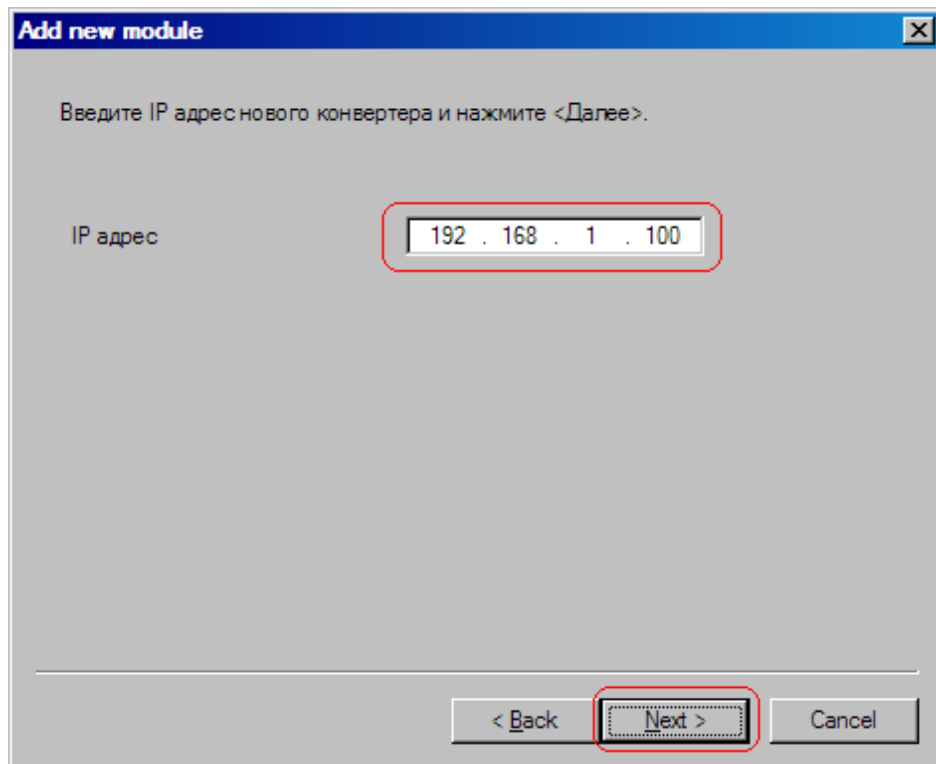 Add new module
Введите IP адрес нового конвертера и нажмите <Далее>.
IP адрес 192 . 168 . 1 . 100
< Back Next > Cancel